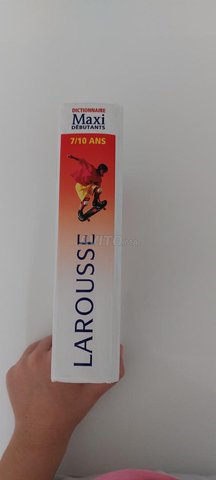 DICTIONNAIRE
Maxi
DÉBUTANTS
7/10 ANS
LAROUSSE